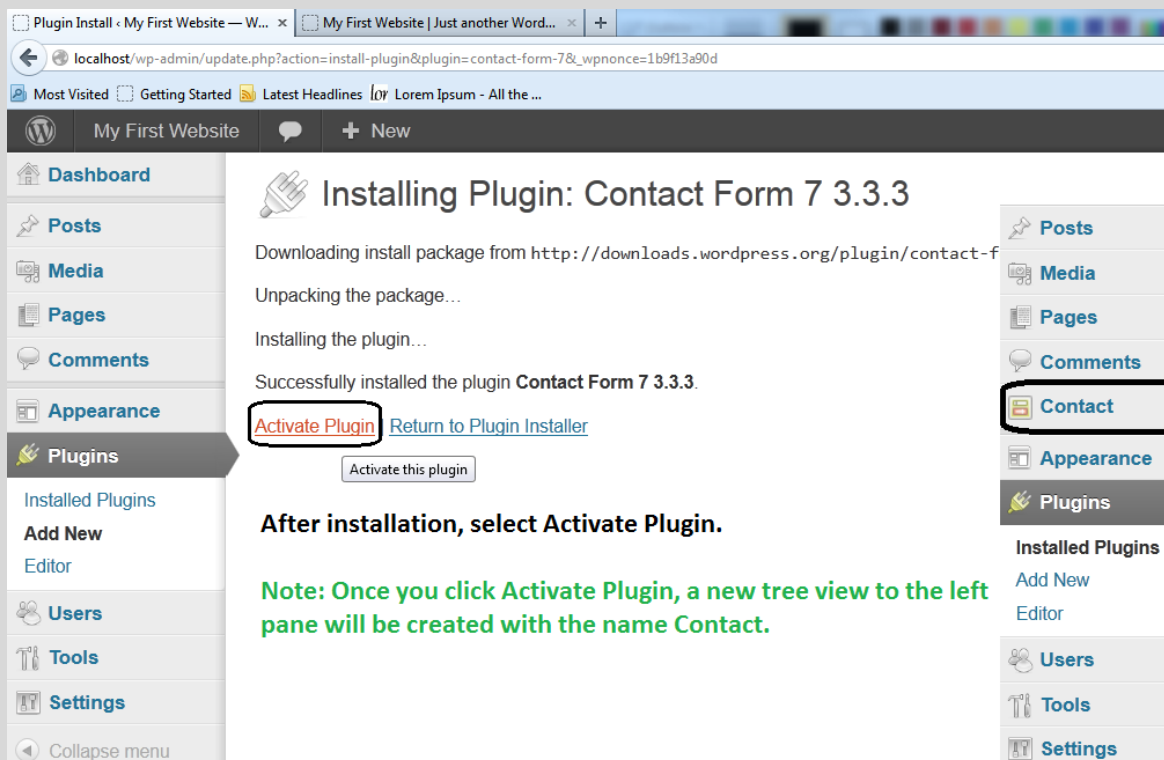 Plugin Install ‹ My First Website — W... ×
My First Website | Just another Word... ×
+
localhost/wp-admin/update.php?action=install-plugin&plugin=contact-form-7&_wpnonce=1b9f13a90d
Most Visited Getting Started Latest Headlines lor Lorem Ipsum - All the ...
My First Website + New
Dashboard
Posts
Media
Pages
Comments
Appearance
Plugins
Installed Plugins
Add New
Editor
Users
Tools
Settings
Collapse menu
Installing Plugin: Contact Form 7 3.3.3
Downloading install package from http://downloads.wordpress.org/plugin/contact-f
Unpacking the package…
Installing the plugin…
Successfully installed the plugin Contact Form 7 3.3.3.
Activate Plugin | Return to Plugin Installer
Activate this plugin
After installation, select Activate Plugin.
Note: Once you click Activate Plugin, a new tree view to the left
pane will be created with the name Contact.
Posts
Media
Pages
Comments
Contact
Appearance
Plugins
Installed Plugins
Add New
Editor
Users
Tools
Settings